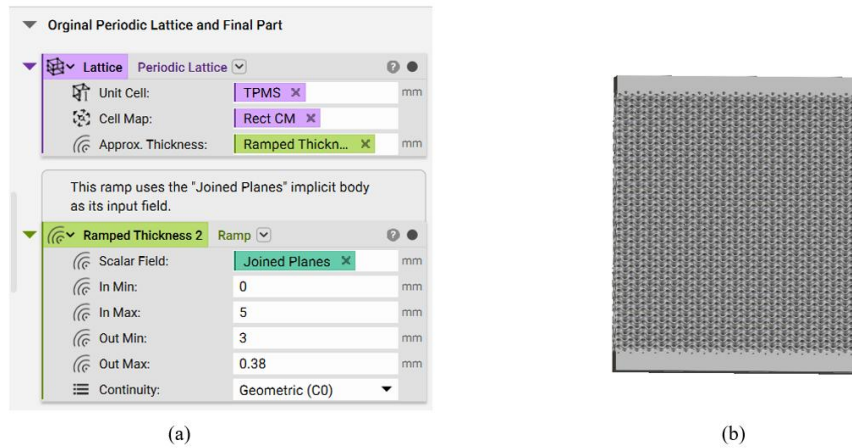 Orginal Periodic Lattice and Final Part
Lattice Periodic Lattice ?
Unit Cell: TPMS × mm
Cell Map: Rect CM ×
Approx. Thickness: Ramped Thickn... × mm
This ramp uses the "Joined Planes" implicit body
as its input field.
Ramped Thickness 2 Ramp ?
Scalar Field: Joined Planes × mm
In Min: 0 mm
In Max: 5 mm
Out Min: 3 mm
Out Max: 0.38 mm
Continuity: Geometric (C0)
(a) (b)